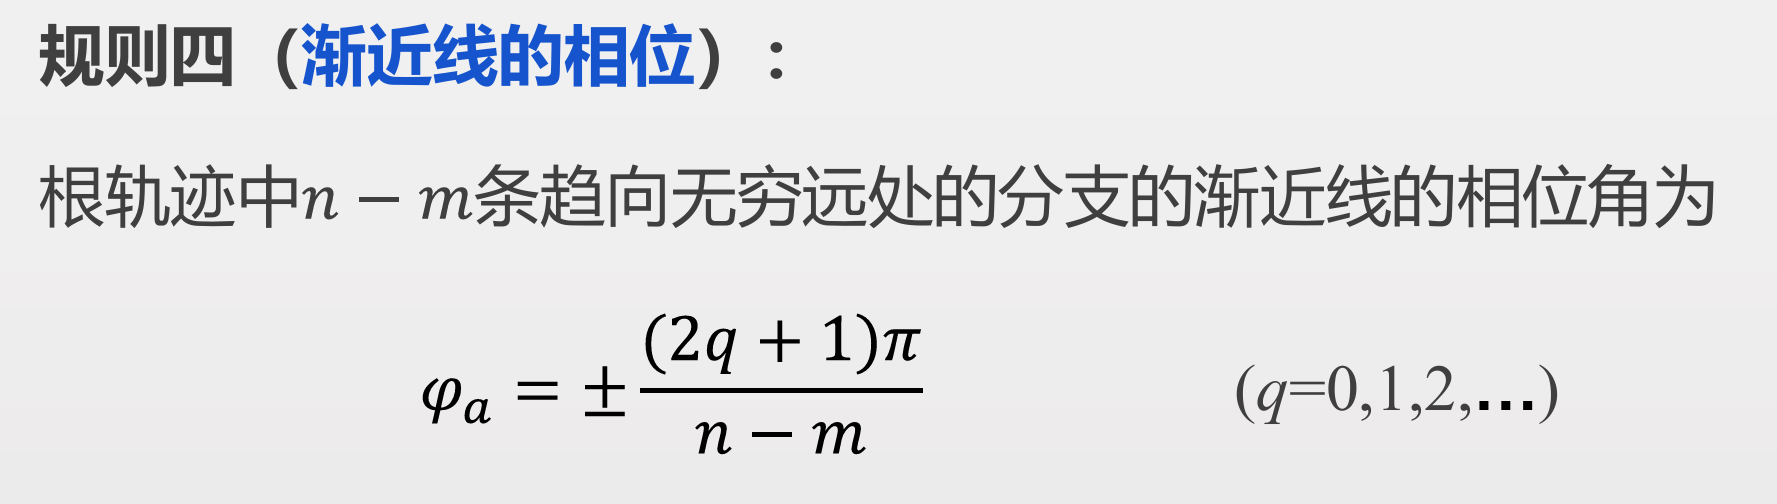 规则四（渐近线的相位）：
根轨迹中n − m条趋向无穷远处的分支的渐近线的相位角为
φₐ = ± (2q + 1)π / (n − m) (q=0,1,2,…)